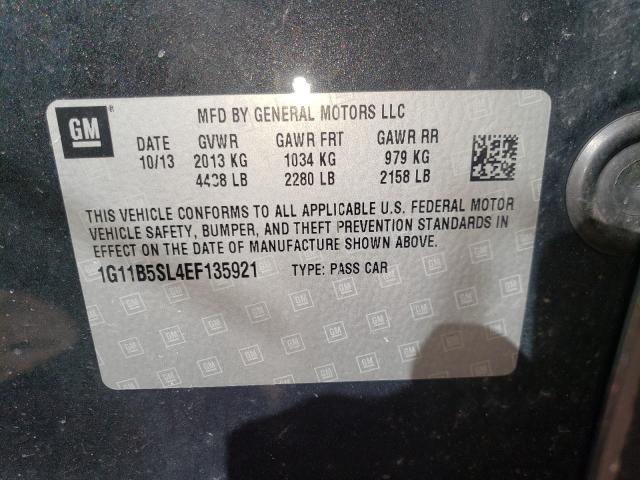 GM
MFD BY GENERAL MOTORS LLC
DATE GVWR GAWR FRT GAWR RR
10/13 2013 KG 1034 KG 979 KG
4438 LB 2280 LB 2158 LB
THIS VEHICLE CONFORMS TO ALL APPLICABLE U.S. FEDERAL MOTOR
VEHICLE SAFETY, BUMPER, AND THEFT PREVENTION STANDARDS IN
EFFECT ON THE DATE OF MANUFACTURE SHOWN ABOVE.
1G11B5SL4EF135921 TYPE: PASS CAR